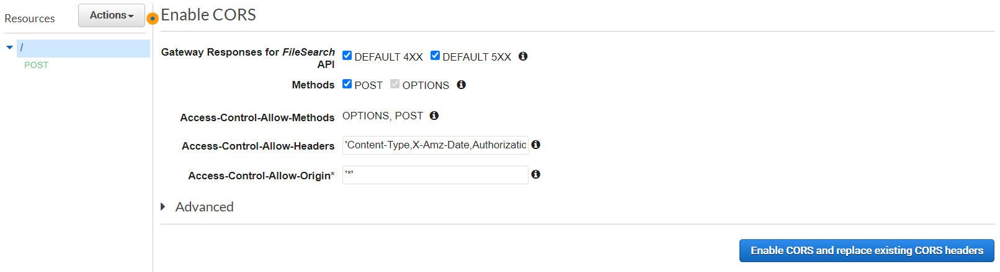 Resources
Actions
/
POST
Enable CORS
Gateway Responses for FileSearch
API
DEFAULT 4XX DEFAULT 5XX
Methods
POST OPTIONS
Access-Control-Allow-Methods
OPTIONS, POST
Access-Control-Allow-Headers
'Content-Type,X-Amz-Date,Authorizatio
Access-Control-Allow-Origin*
'*'
Advanced
Enable CORS and replace existing CORS headers